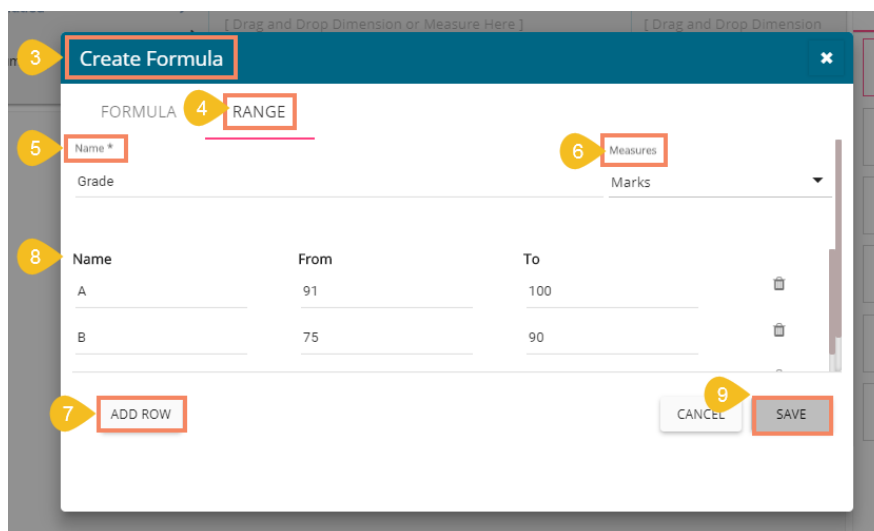 [ Drag and Drop Dimension or Measure Here ]
[ Drag and Drop Dimension
3
Create Formula
✖
FORMULA
4
RANGE
5
Name *
6
Measures
Grade
Marks
8
Name From To
A 91 100
B 75 90
7
ADD ROW
CANCEL
9
SAVE